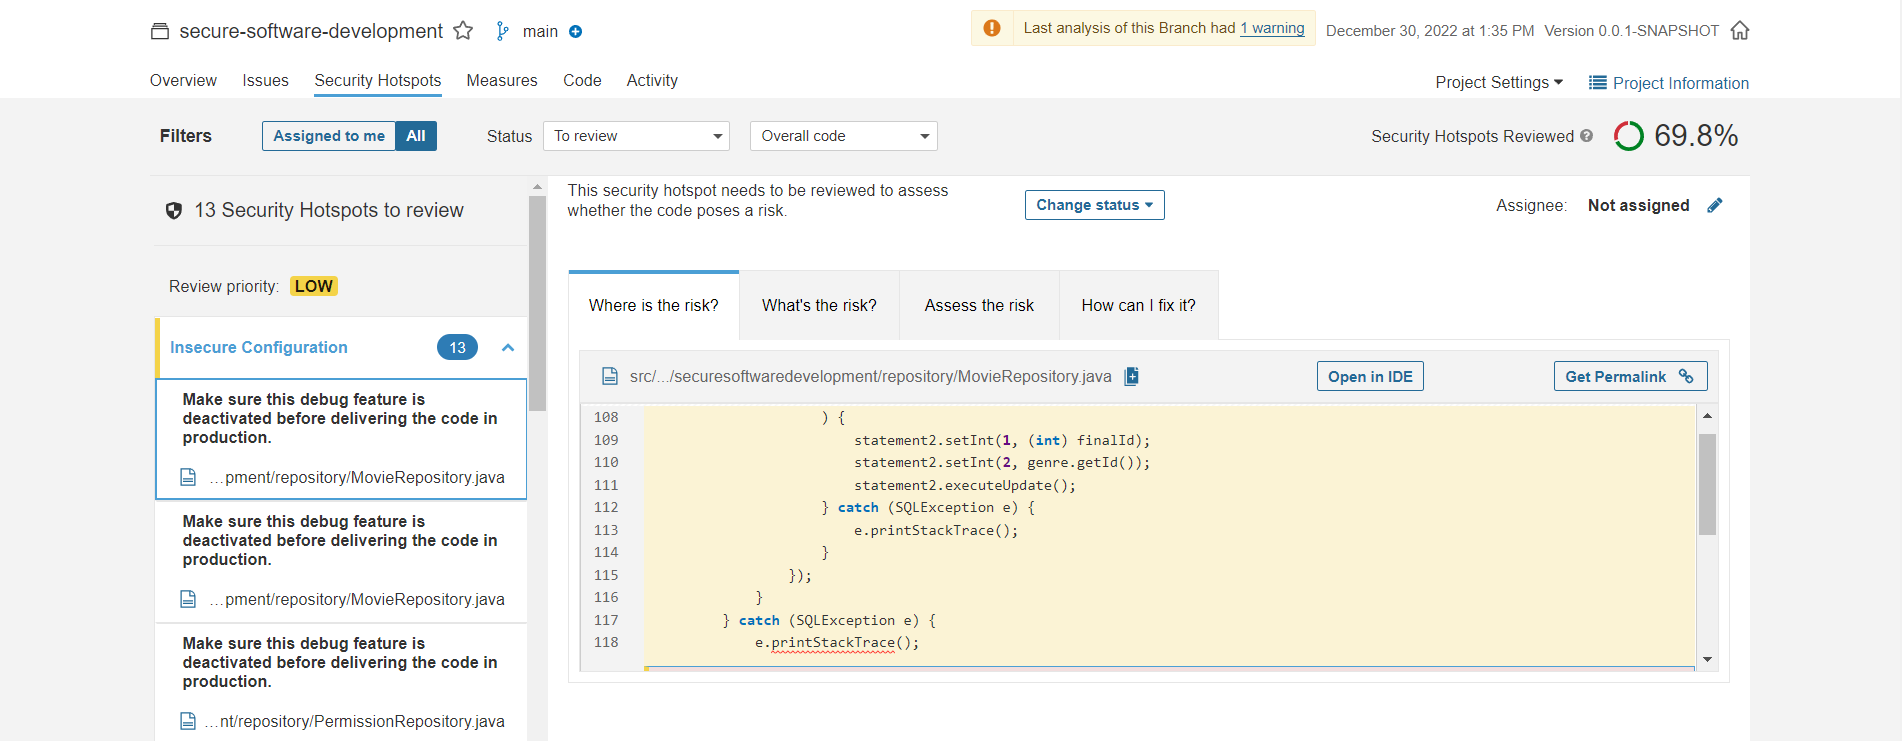 secure-software-development main
Last analysis of this Branch had 1 warning December 30, 2022 at 1:35 PM Version 0.0.1-SNAPSHOT
Overview Issues Security Hotspots Measures Code Activity
Project Settings Project Information
Filters Assigned to me All Status To review Overall code
Security Hotspots Reviewed ? 69.8%
13 Security Hotspots to review
Review priority: LOW
Insecure Configuration 13
Make sure this debug feature is
deactivated before delivering the code in
production.
...pment/repository/MovieRepository.java
Make sure this debug feature is
deactivated before delivering the code in
production.
...pment/repository/MovieRepository.java
Make sure this debug feature is
deactivated before delivering the code in
production.
...nt/repository/PermissionRepository.java
This security hotspot needs to be reviewed to assess
whether the code poses a risk.
Change status
Assignee: Not assigned
Where is the risk? What's the risk? Assess the risk How can I fix it?
src/.../securesoftwaredevelopment/repository/MovieRepository.java
Open in IDE Get Permalink
108 ) {
109 statement2.setInt(1, (int) finalId);
110 statement2.setInt(2, genre.getId());
111 statement2.executeUpdate();
112 } catch (SQLException e) {
113 e.printStackTrace();
114 }
115 });
116 }
117 } catch (SQLException e) {
118 e.printStackTrace();